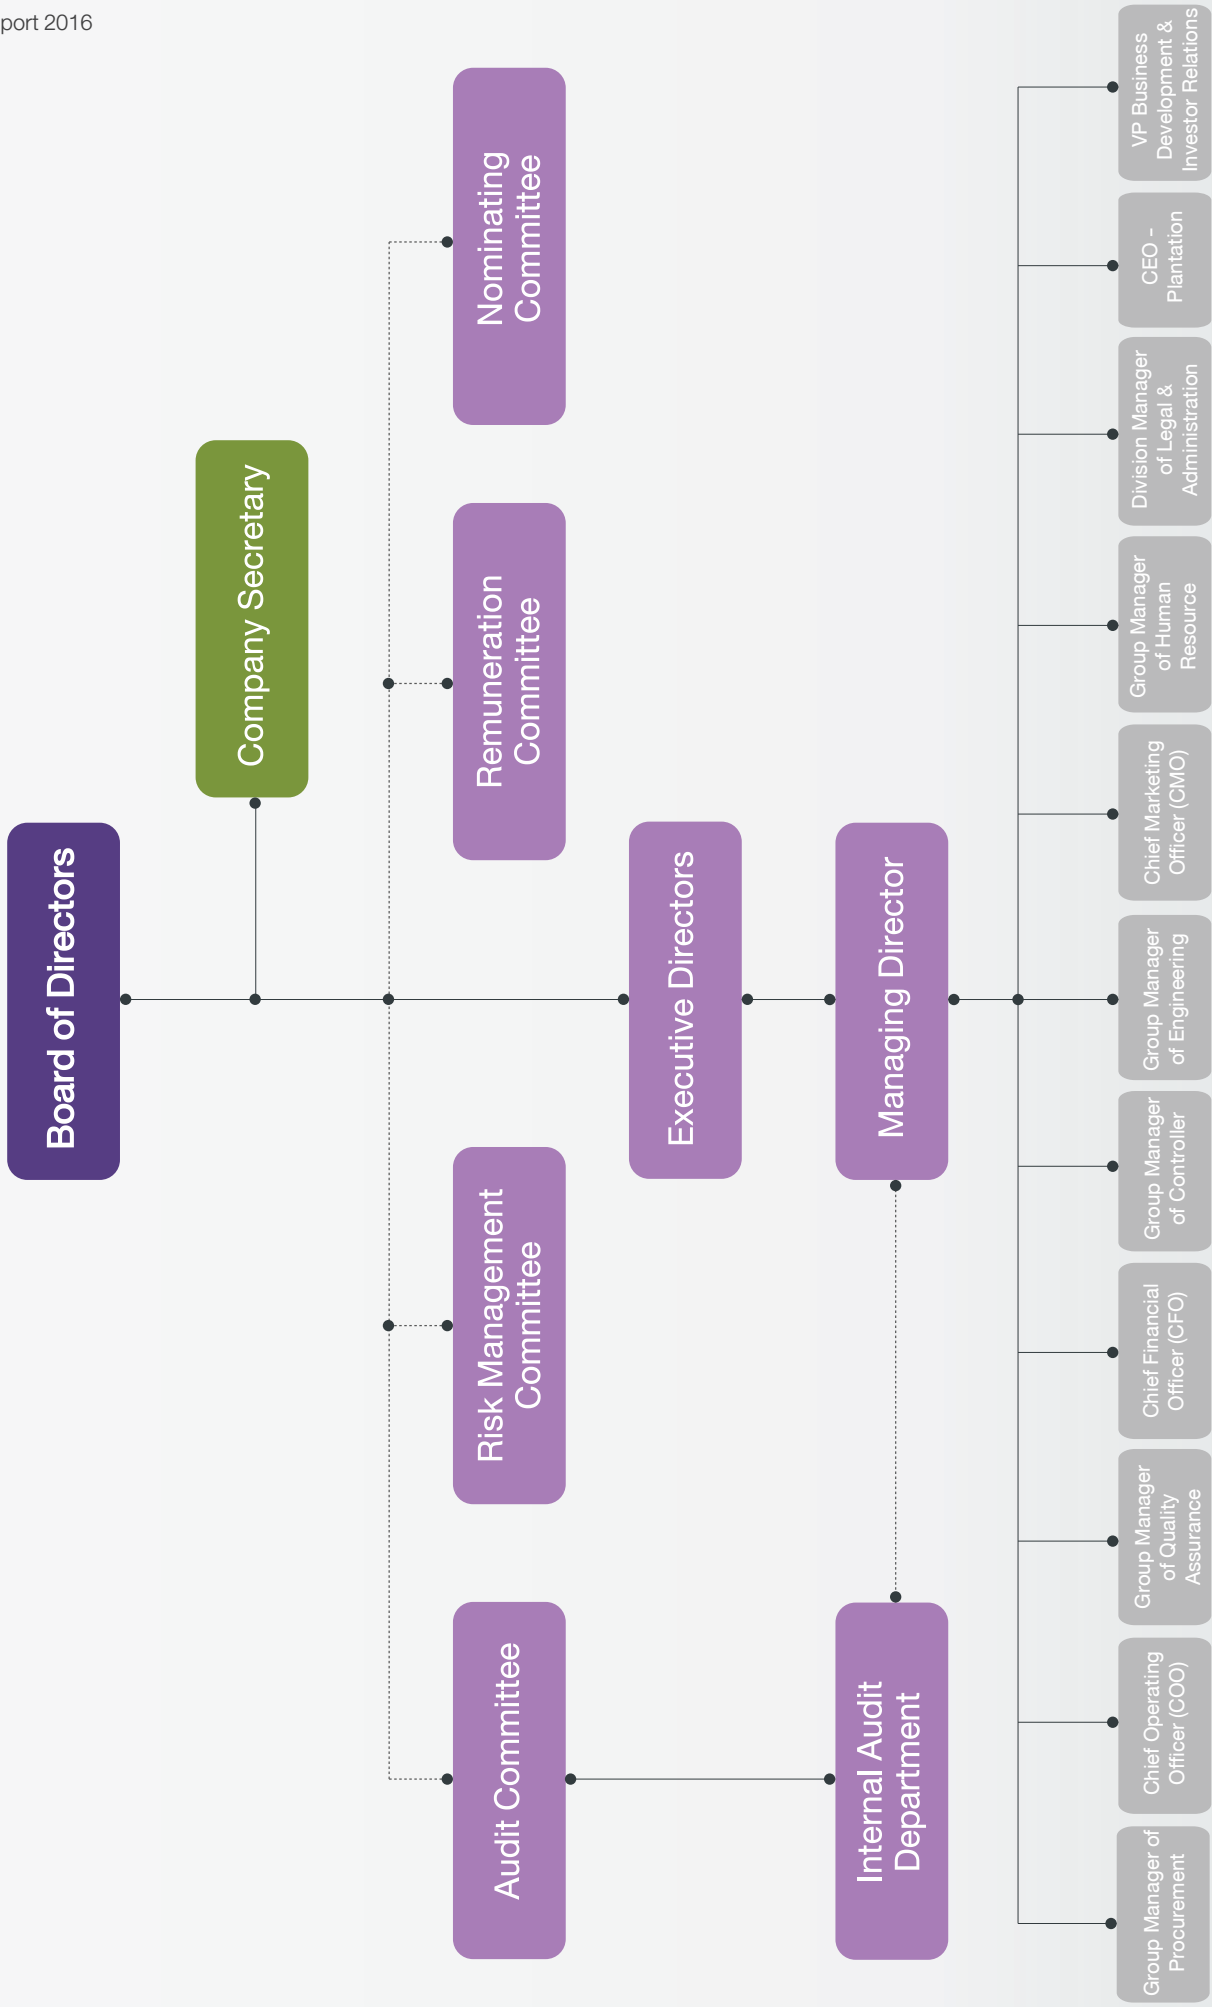 port 2016
Board of Directors
Company Secretary
Audit Committee
Risk Management
Committee
Remuneration
Committee
Nominating
Committee
Executive Directors
Internal Audit
Department
Managing Director
Group Manager of
Procurement
Chief Operating
Officer (COO)
Group Manager
of Quality
Assurance
Chief Financial
Officer (CFO)
Group Manager
of Controller
Group Manager
of Engineering
Chief Marketing
Officer (CMO)
Group Manager
of Human
Resource
Division Manager
of Legal &
Administration
CEO –
Plantation
VP Business
Development &
Investor Relations